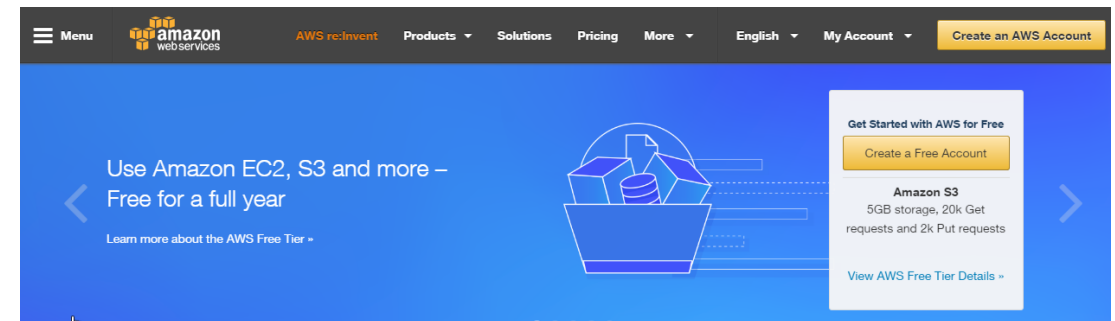 Menu
amazon
webservices
AWS re:Invent
Products
Solutions
Pricing
More
English
My Account
Create an AWS Account
Use Amazon EC2, S3 and more –
Free for a full year
Learn more about the AWS Free Tier »
Get Started with AWS for Free
Create a Free Account
Amazon S3
5GB storage, 20k Get
requests and 2k Put requests
View AWS Free Tier Details »